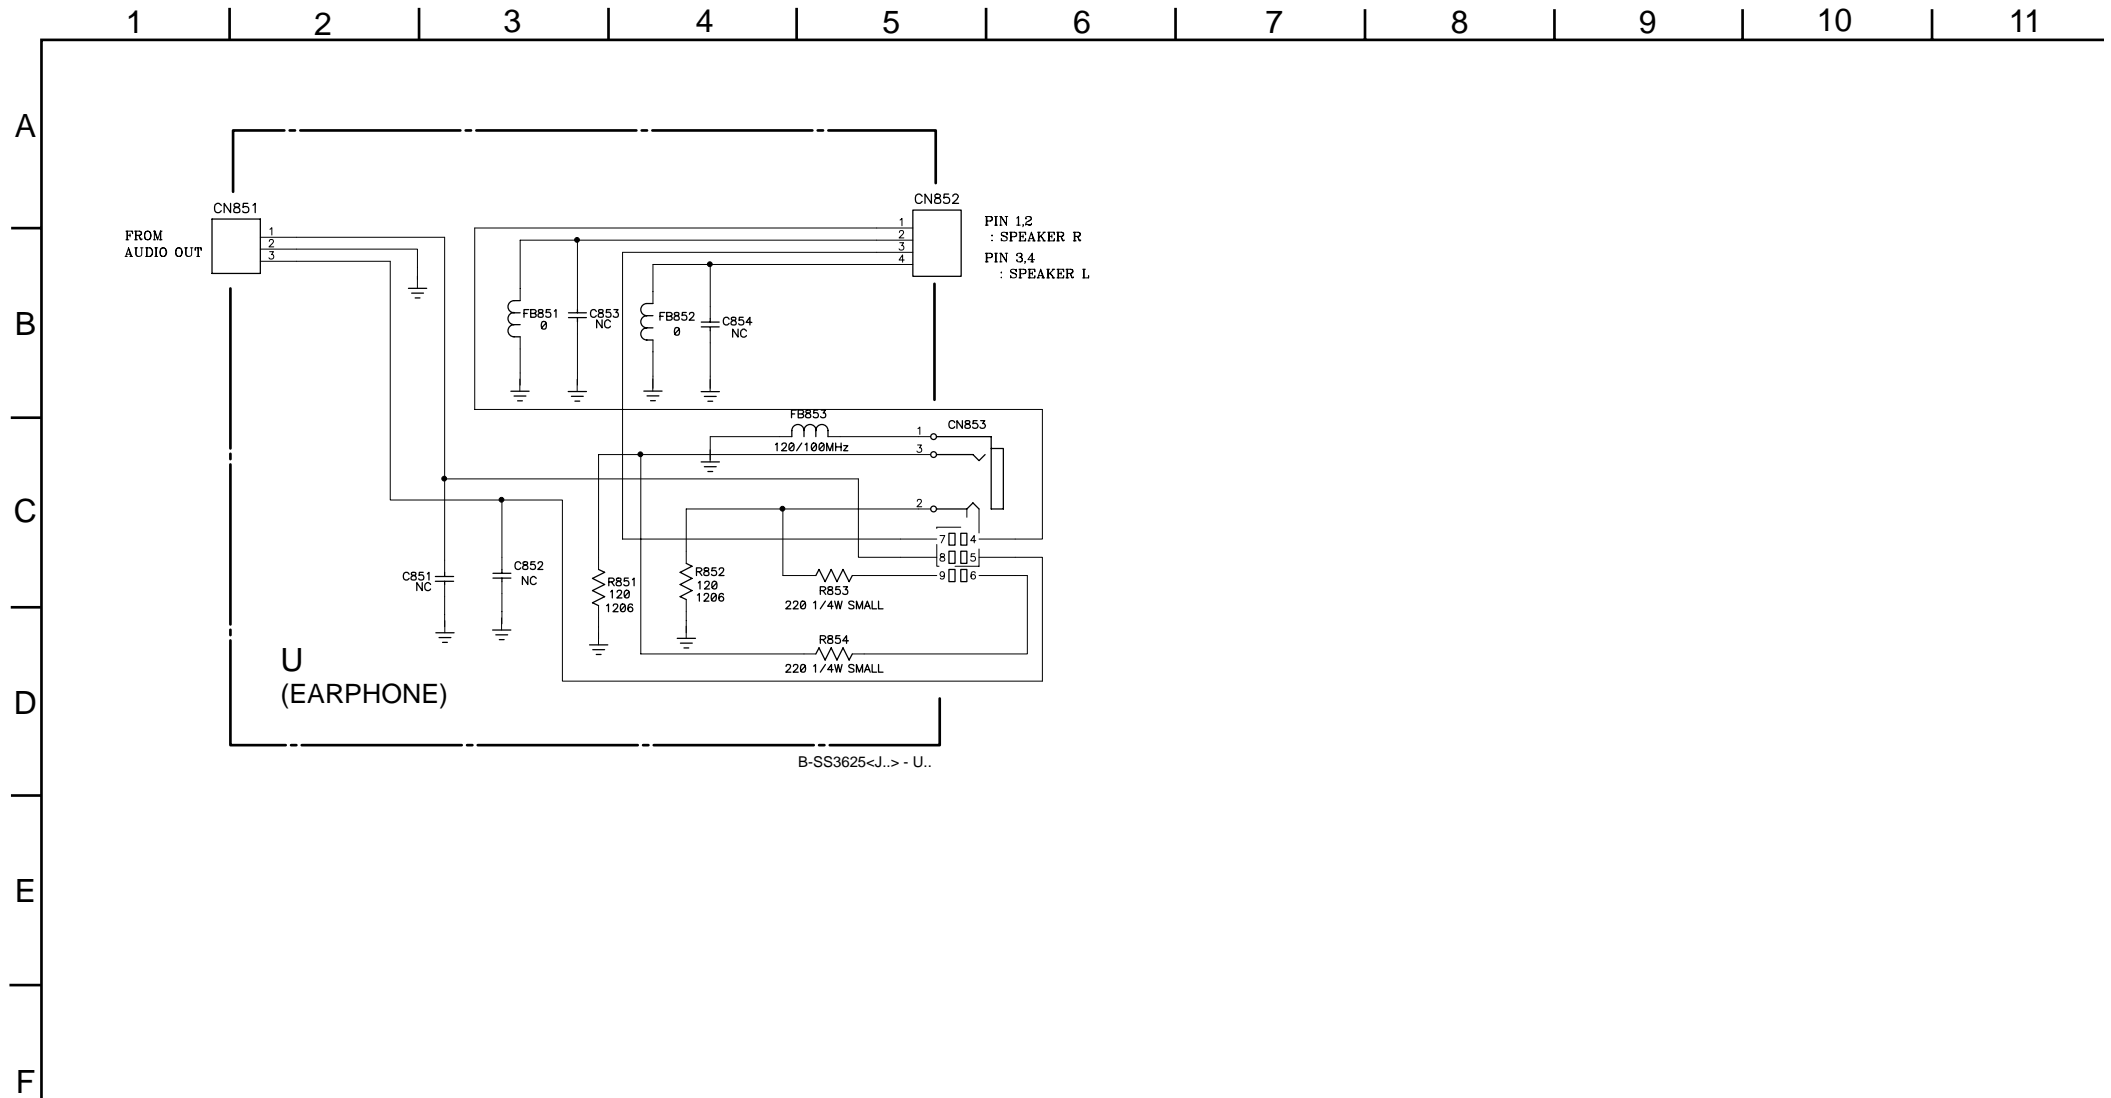 1 2 3 4 5 6 7 8 9 10 11
A
CN851
CN852
FROM
AUDIO OUT
1
2
3
1
2
3
4
PIN 1,2
: SPEAKER R
PIN 3,4
: SPEAKER L
B
FB851
0
C853
NC
FB852
0
C854
NC
FB853
120/100MHz
CN853
1
3
2
C
7 4
8 5
9 6
C851
NC
C852
NC
R851
120
1206
R852
120
1206
R853
220 1/4W SMALL
R854
220 1/4W SMALL
U
(EARPHONE)
D
B-SS3625<J..> - U..
E
F